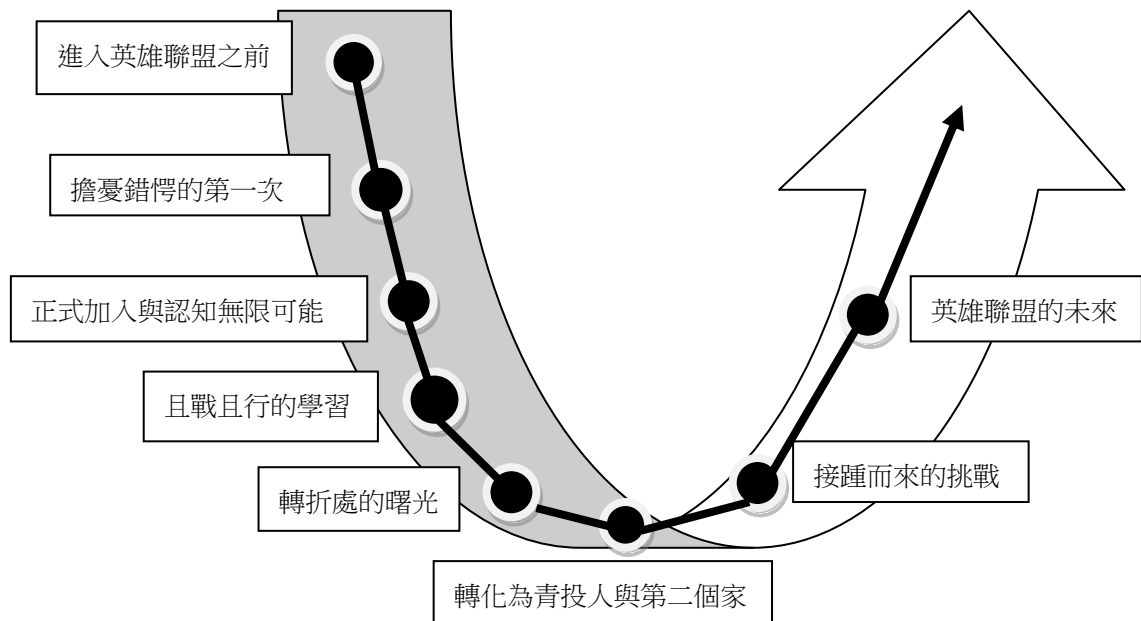 進入英雄聯盟之前
擔憂錯愕的第一次
正式加入與認知無限可能
且戰且行的學習
轉折處的曙光
轉化為青投人與第二個家
接踵而來的挑戰
英雄聯盟的未來